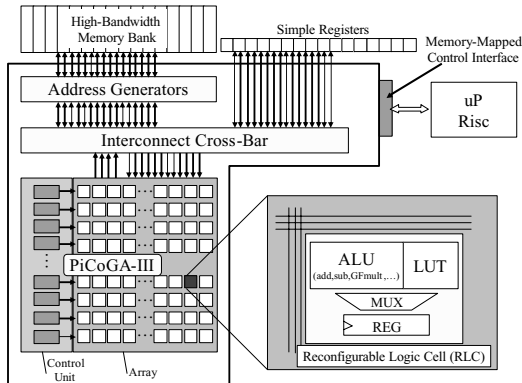 High-Bandwidth
Memory Bank
Simple Registers
Memory-Mapped
Control Interface
Address Generators
uP
Risc
Interconnect Cross-Bar
PiCoGA-III
ALU
(add,sub,GFmult,...)
LUT
MUX
REG
Reconfigurable Logic Cell (RLC)
Control
Unit
Array